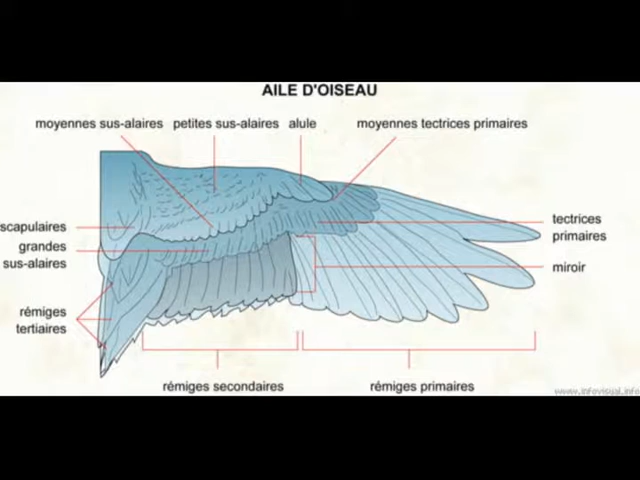 AILE D'OISEAU
moyennes sus-alaires petites sus-alaires alule moyennes tectrices primaires
scapulaires
grandes
sus-alaires
rémiges
tertiaires
tectrices
primaires
miroir
rémiges secondaires rémiges primaires
www.infovisual.info